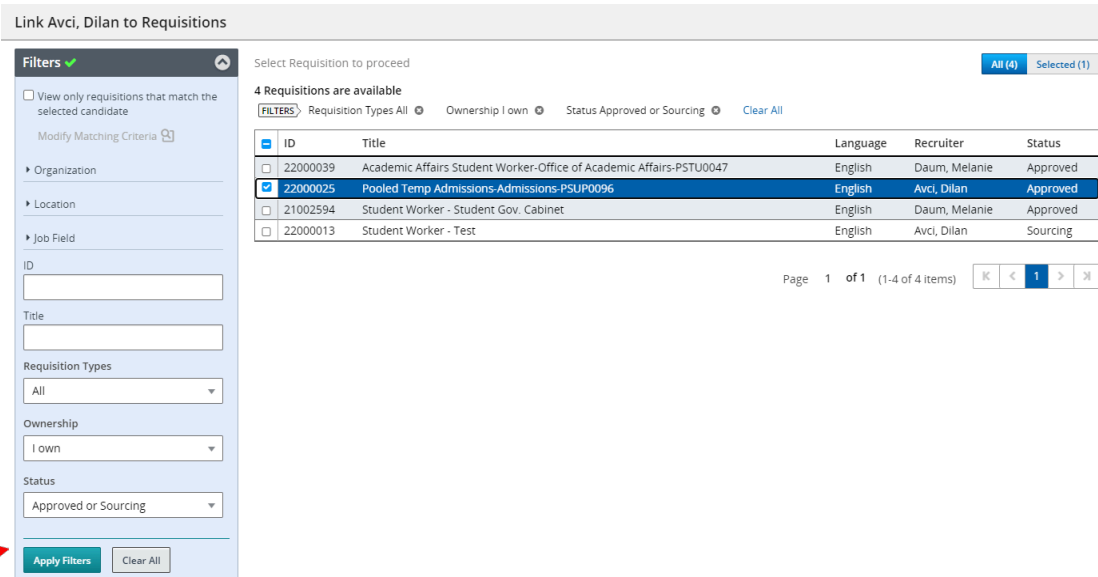 Link Avci, Dilan to Requisitions
Filters
View only requisitions that match the
selected candidate
Modify Matching Criteria
Organization
Location
Job Field
ID
Title
Requisition Types
All
Ownership
I own
Status
Approved or Sourcing
Apply Filters Clear All
Select Requisition to proceed
All (4) Selected (1)
4 Requisitions are available
FILTERS Requisition Types All Ownership I own Status Approved or Sourcing Clear All
ID Title Language Recruiter Status
22000039 Academic Affairs Student Worker-Office of Academic Affairs-PSTU0047 English Daum, Melanie Approved
22000025 Pooled Temp Admissions-Admissions-PSUP0096 English Avci, Dilan Approved
21002594 Student Worker - Student Gov. Cabinet English Daum, Melanie Approved
22000013 Student Worker - Test English Avci, Dilan Sourcing
Page 1 of 1 (1-4 of 4 items) K < 1 > Ʞ